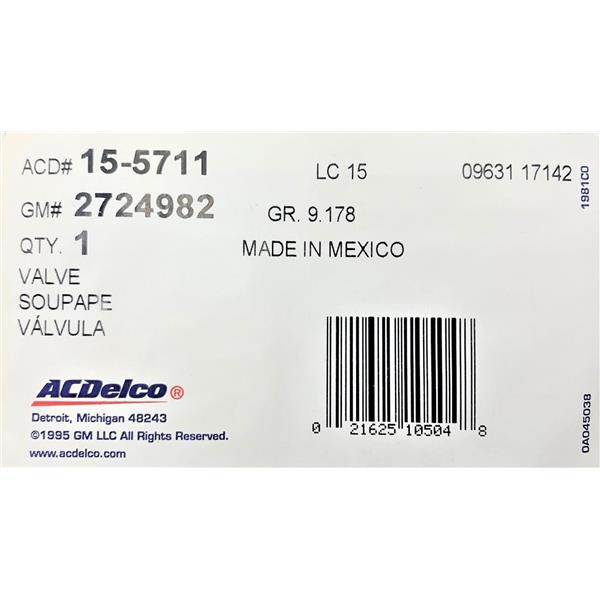 ACD# 15-5711 LC 15 09631 17142
GM# 2724982 GR. 9.178
QTY. 1 MADE IN MEXICO
VALVE
SOUPAPE
VÁLVULA
ACDelco®
Detroit, Michigan 48243
©1995 GM LLC All Rights Reserved.
www.acdelco.com
0 21625 10504 8
1981C0
0A045038